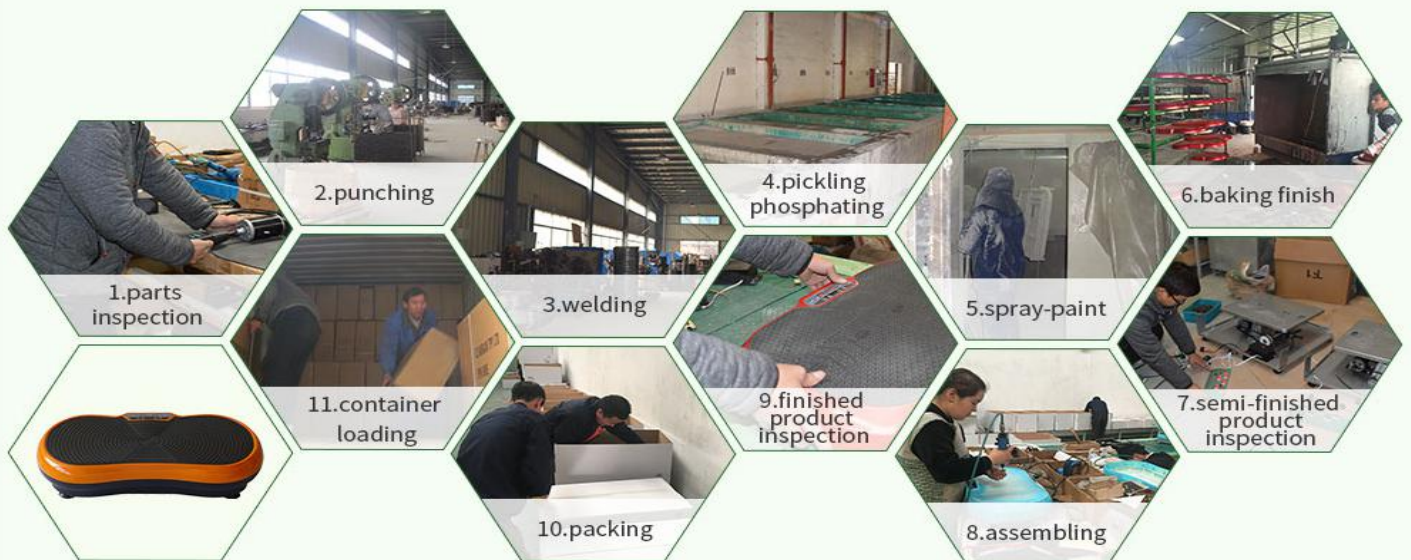 1.parts
inspection
2.punching
3.welding
4.pickling
phosphating
5.spray-paint
6.baking finish
7.semi-finished
product
inspection
8.assembling
9.finished
product
inspection
10.packing
11.container
loading